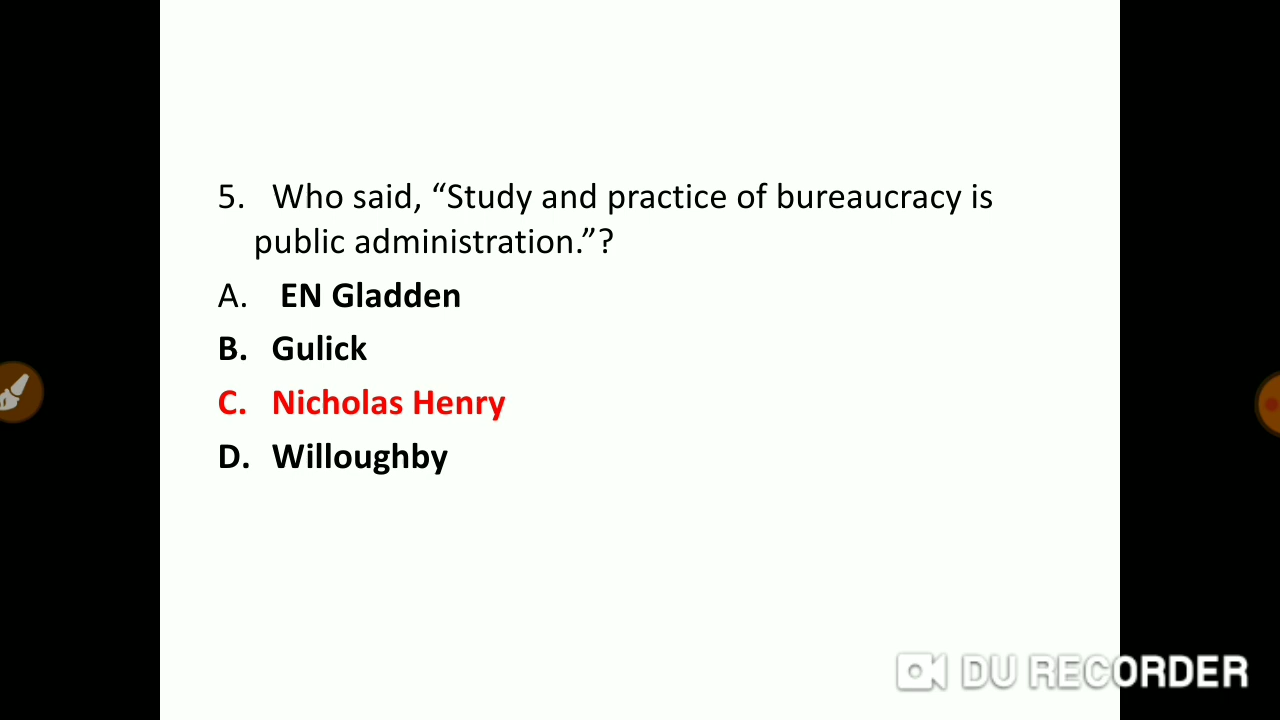 5. Who said, “Study and practice of bureaucracy is
public administration.”?
A. EN Gladden
B. Gulick
C. Nicholas Henry
D. Willoughby
DU RECORDER